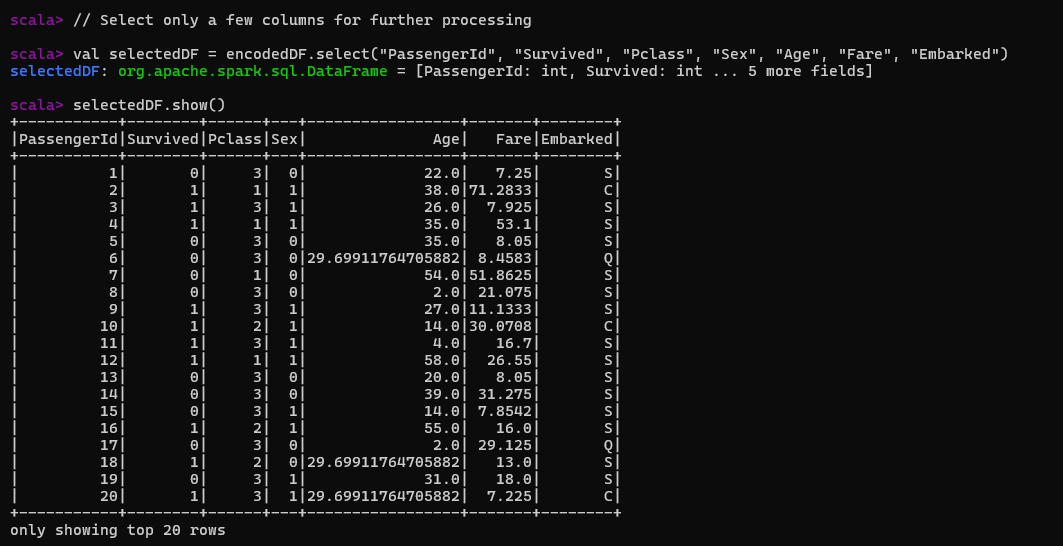 scala> // Select only a few columns for further processing
scala> val selectedDF = encodedDF.select("PassengerId", "Survived", "Pclass", "Sex", "Age", "Fare", "Embarked")
selectedDF: org.apache.spark.sql.DataFrame = [PassengerId: int, Survived: int ... 5 more fields]
scala> selectedDF.show()
+-----------+--------+------+---+-----------------+-------+--------+
|PassengerId|Survived|Pclass|Sex|              Age|   Fare|Embarked|
+-----------+--------+------+---+-----------------+-------+--------+
|          1|       0|     3|  0|             22.0|   7.25|       S|
|          2|       1|     1|  1|             38.0|71.2833|       C|
|          3|       1|     3|  1|             26.0|  7.925|       S|
|          4|       1|     1|  1|             35.0|   53.1|       S|
|          5|       0|     3|  0|             35.0|   8.05|       S|
|          6|       0|     3|  0|29.69911764705882| 8.4583|       Q|
|          7|       0|     1|  0|             54.0|51.8625|       S|
|          8|       0|     3|  0|              2.0| 21.075|       S|
|          9|       1|     3|  1|             27.0|11.1333|       S|
|         10|       1|     2|  1|             14.0|30.0708|       C|
|         11|       1|     3|  1|              4.0|   16.7|       S|
|         12|       1|     1|  1|             58.0|  26.55|       S|
|         13|       0|     3|  0|             20.0|   8.05|       S|
|         14|       0|     3|  0|             39.0| 31.275|       S|
|         15|       0|     3|  1|             14.0| 7.8542|       S|
|         16|       1|     2|  1|             55.0|   16.0|       S|
|         17|       0|     3|  0|              2.0| 29.125|       Q|
|         18|       1|     2|  0|29.69911764705882|   13.0|       S|
|         19|       0|     3|  1|             31.0|   18.0|       S|
|         20|       1|     3|  1|29.69911764705882|  7.225|       C|
+-----------+--------+------+---+-----------------+-------+--------+
only showing top 20 rows